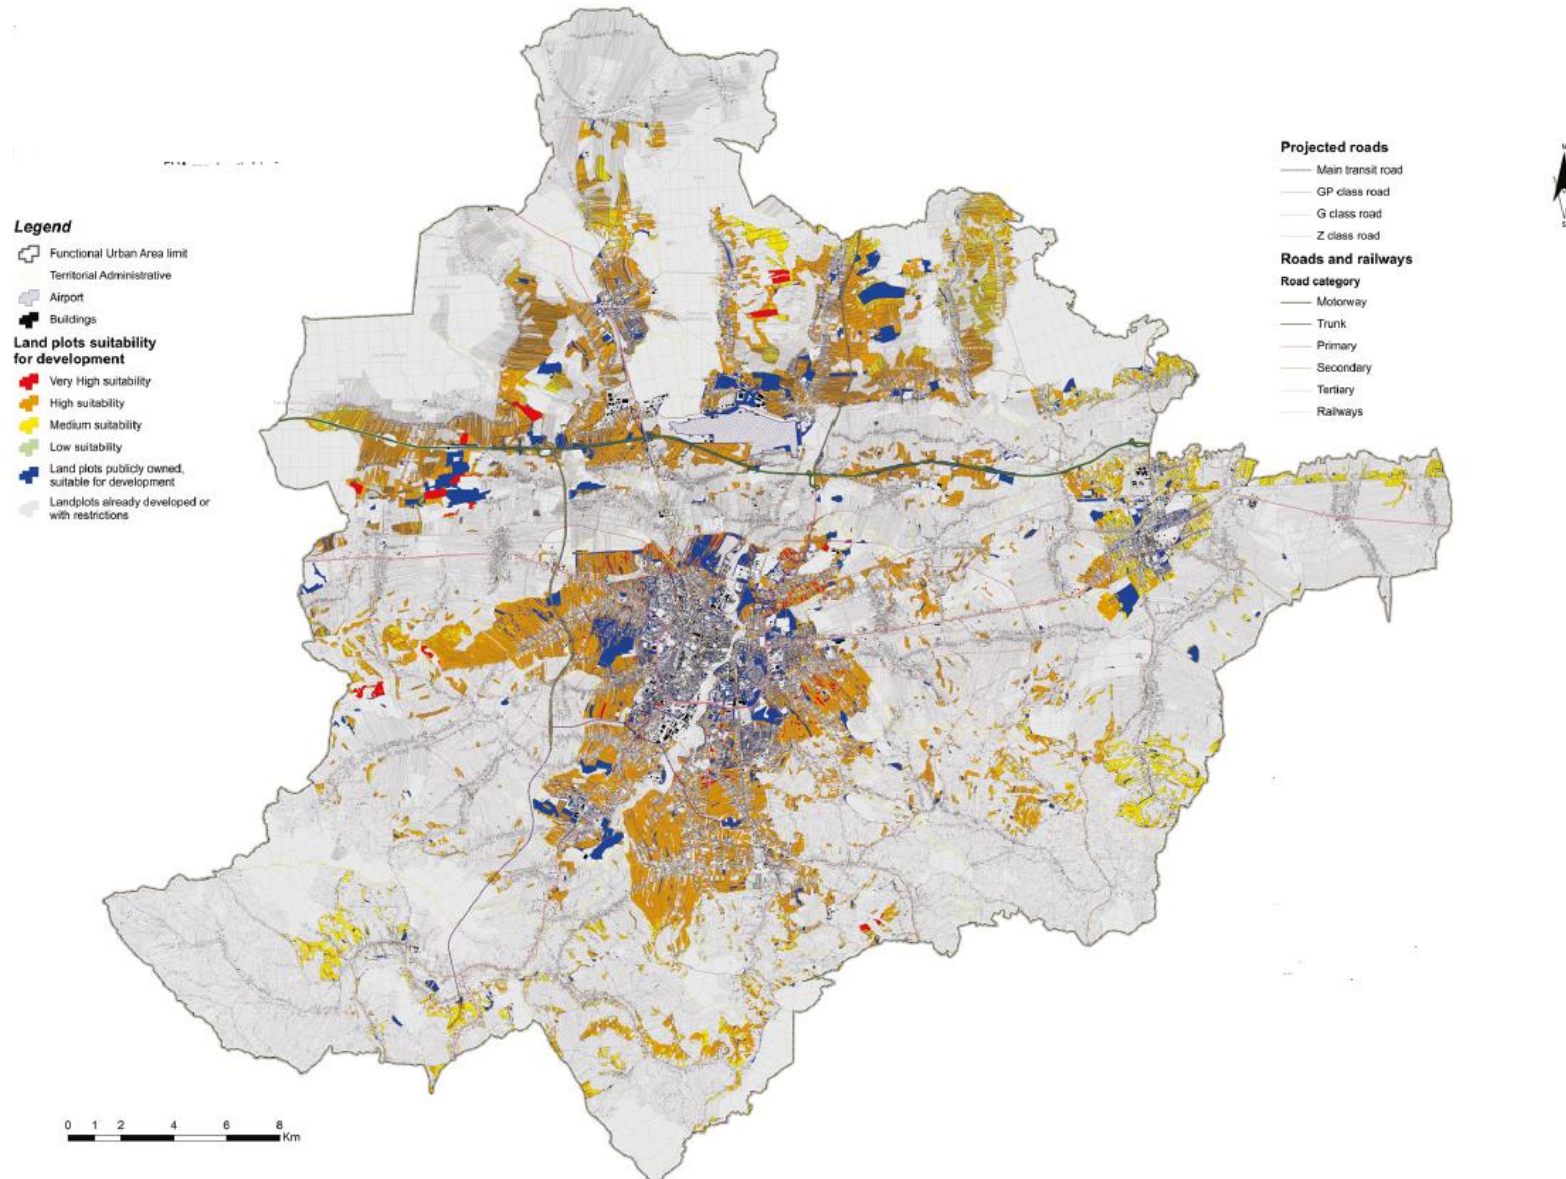 Legend
Functional Urban Area limit
Territorial Administrative
Airport
Buildings
Land plots suitability
for development
Very High suitability
High suitability
Medium suitability
Low suitability
Land plots publicly owned,
suitable for development
Landplots already developed or
with restrictions
Projected roads
Main transit road
GP class road
G class road
Z class road
Roads and railways
Road category
Motorway
Trunk
Primary
Secondary
Tertiary
Railways
0 1 2 4 6 8
Km